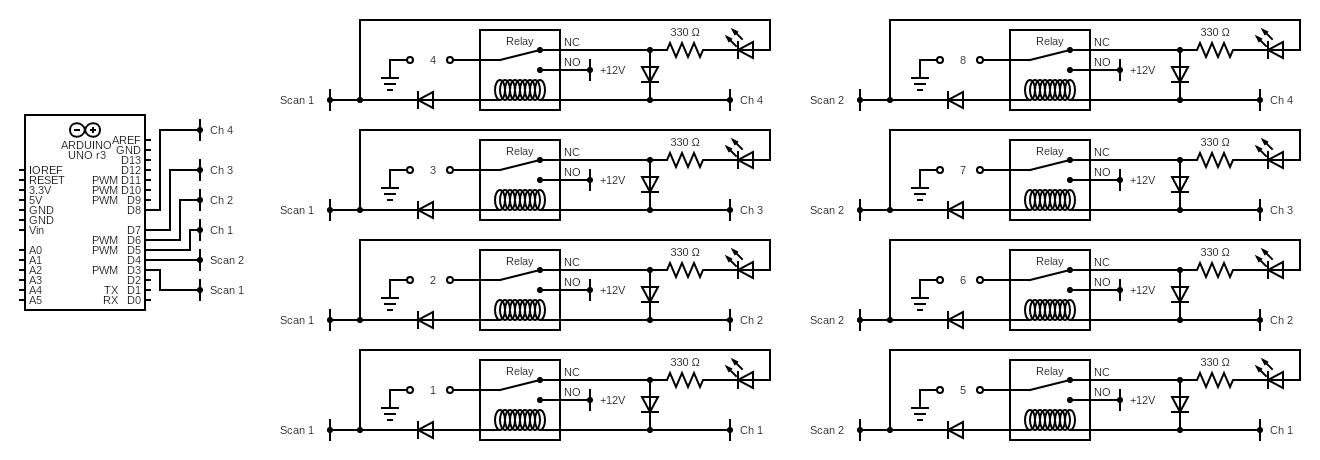 ARDUINO
UNO r3
AREF
GND
D13
D12
PWM D11
PWM D10
PWM D9
D8
D7
PWM D6
PWM D5
D4
PWM D3
D2
TX D1
RX D0
IOREF
RESET
3.3V
5V
GND
GND
Vin
A0
A1
A2
A3
A4
A5
Ch 4
Ch 3
Ch 2
Ch 1
Scan 2
Scan 1
330 Ω
Relay NC
4
NO +12V
Scan 1 Ch 4
330 Ω
Relay NC
3
NO +12V
Scan 1 Ch 3
330 Ω
Relay NC
2
NO +12V
Scan 1 Ch 2
330 Ω
Relay NC
1
NO +12V
Scan 1 Ch 1
330 Ω
Relay NC
8
NO +12V
Scan 2 Ch 4
330 Ω
Relay NC
7
NO +12V
Scan 2 Ch 3
330 Ω
Relay NC
6
NO +12V
Scan 2 Ch 2
330 Ω
Relay NC
5
NO +12V
Scan 2 Ch 1